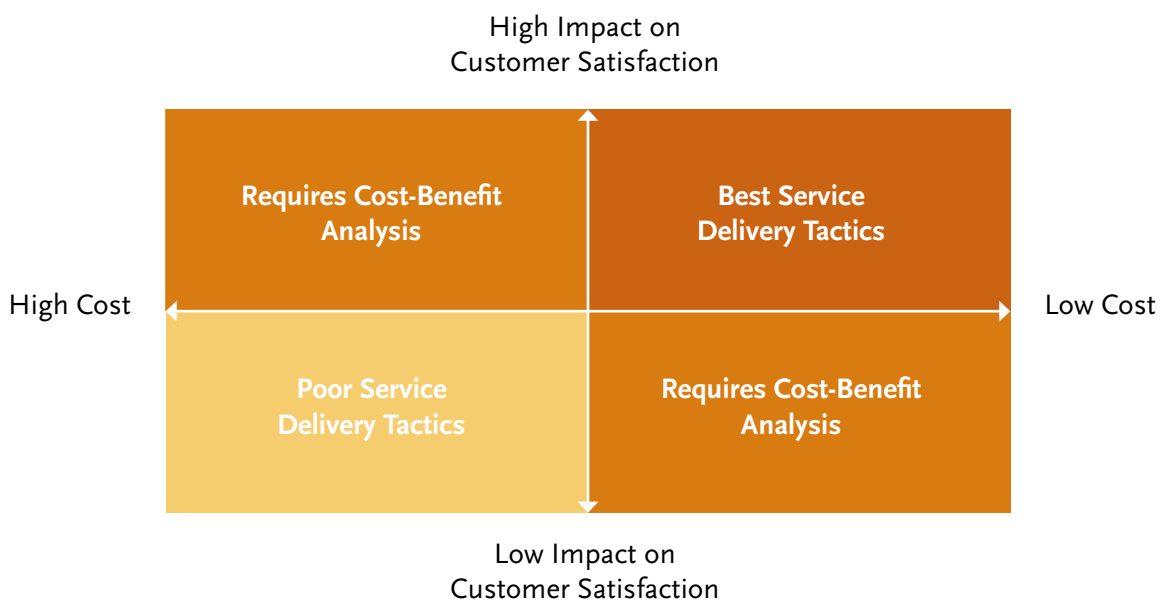 High Impact on
Customer Satisfaction
Requires Cost-Benefit
Analysis
Best Service
Delivery Tactics
High Cost
Low Cost
Poor Service
Delivery Tactics
Requires Cost-Benefit
Analysis
Low Impact on
Customer Satisfaction